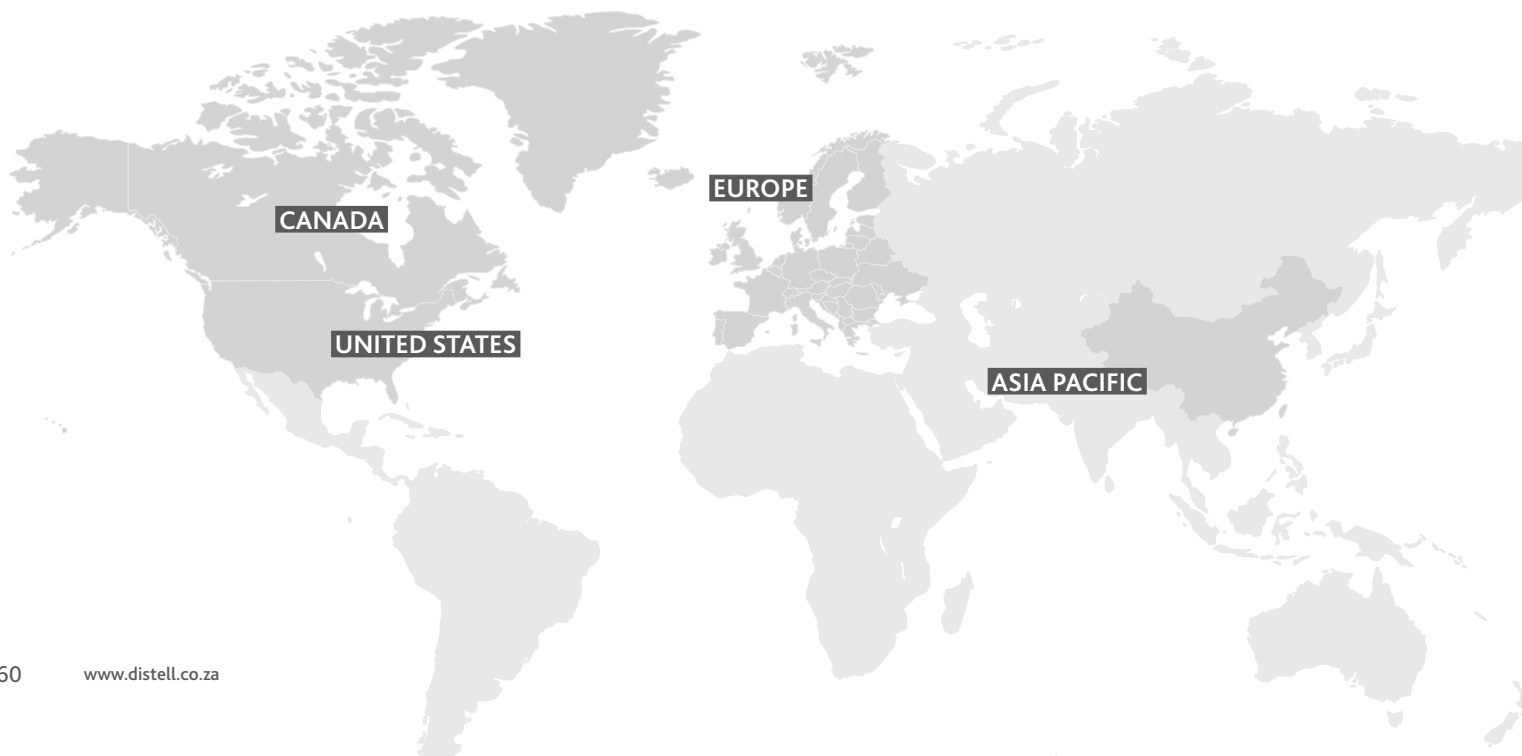 EUROPE
CANADA
UNITED STATES
ASIA PACIFIC
60 www.distell.co.za